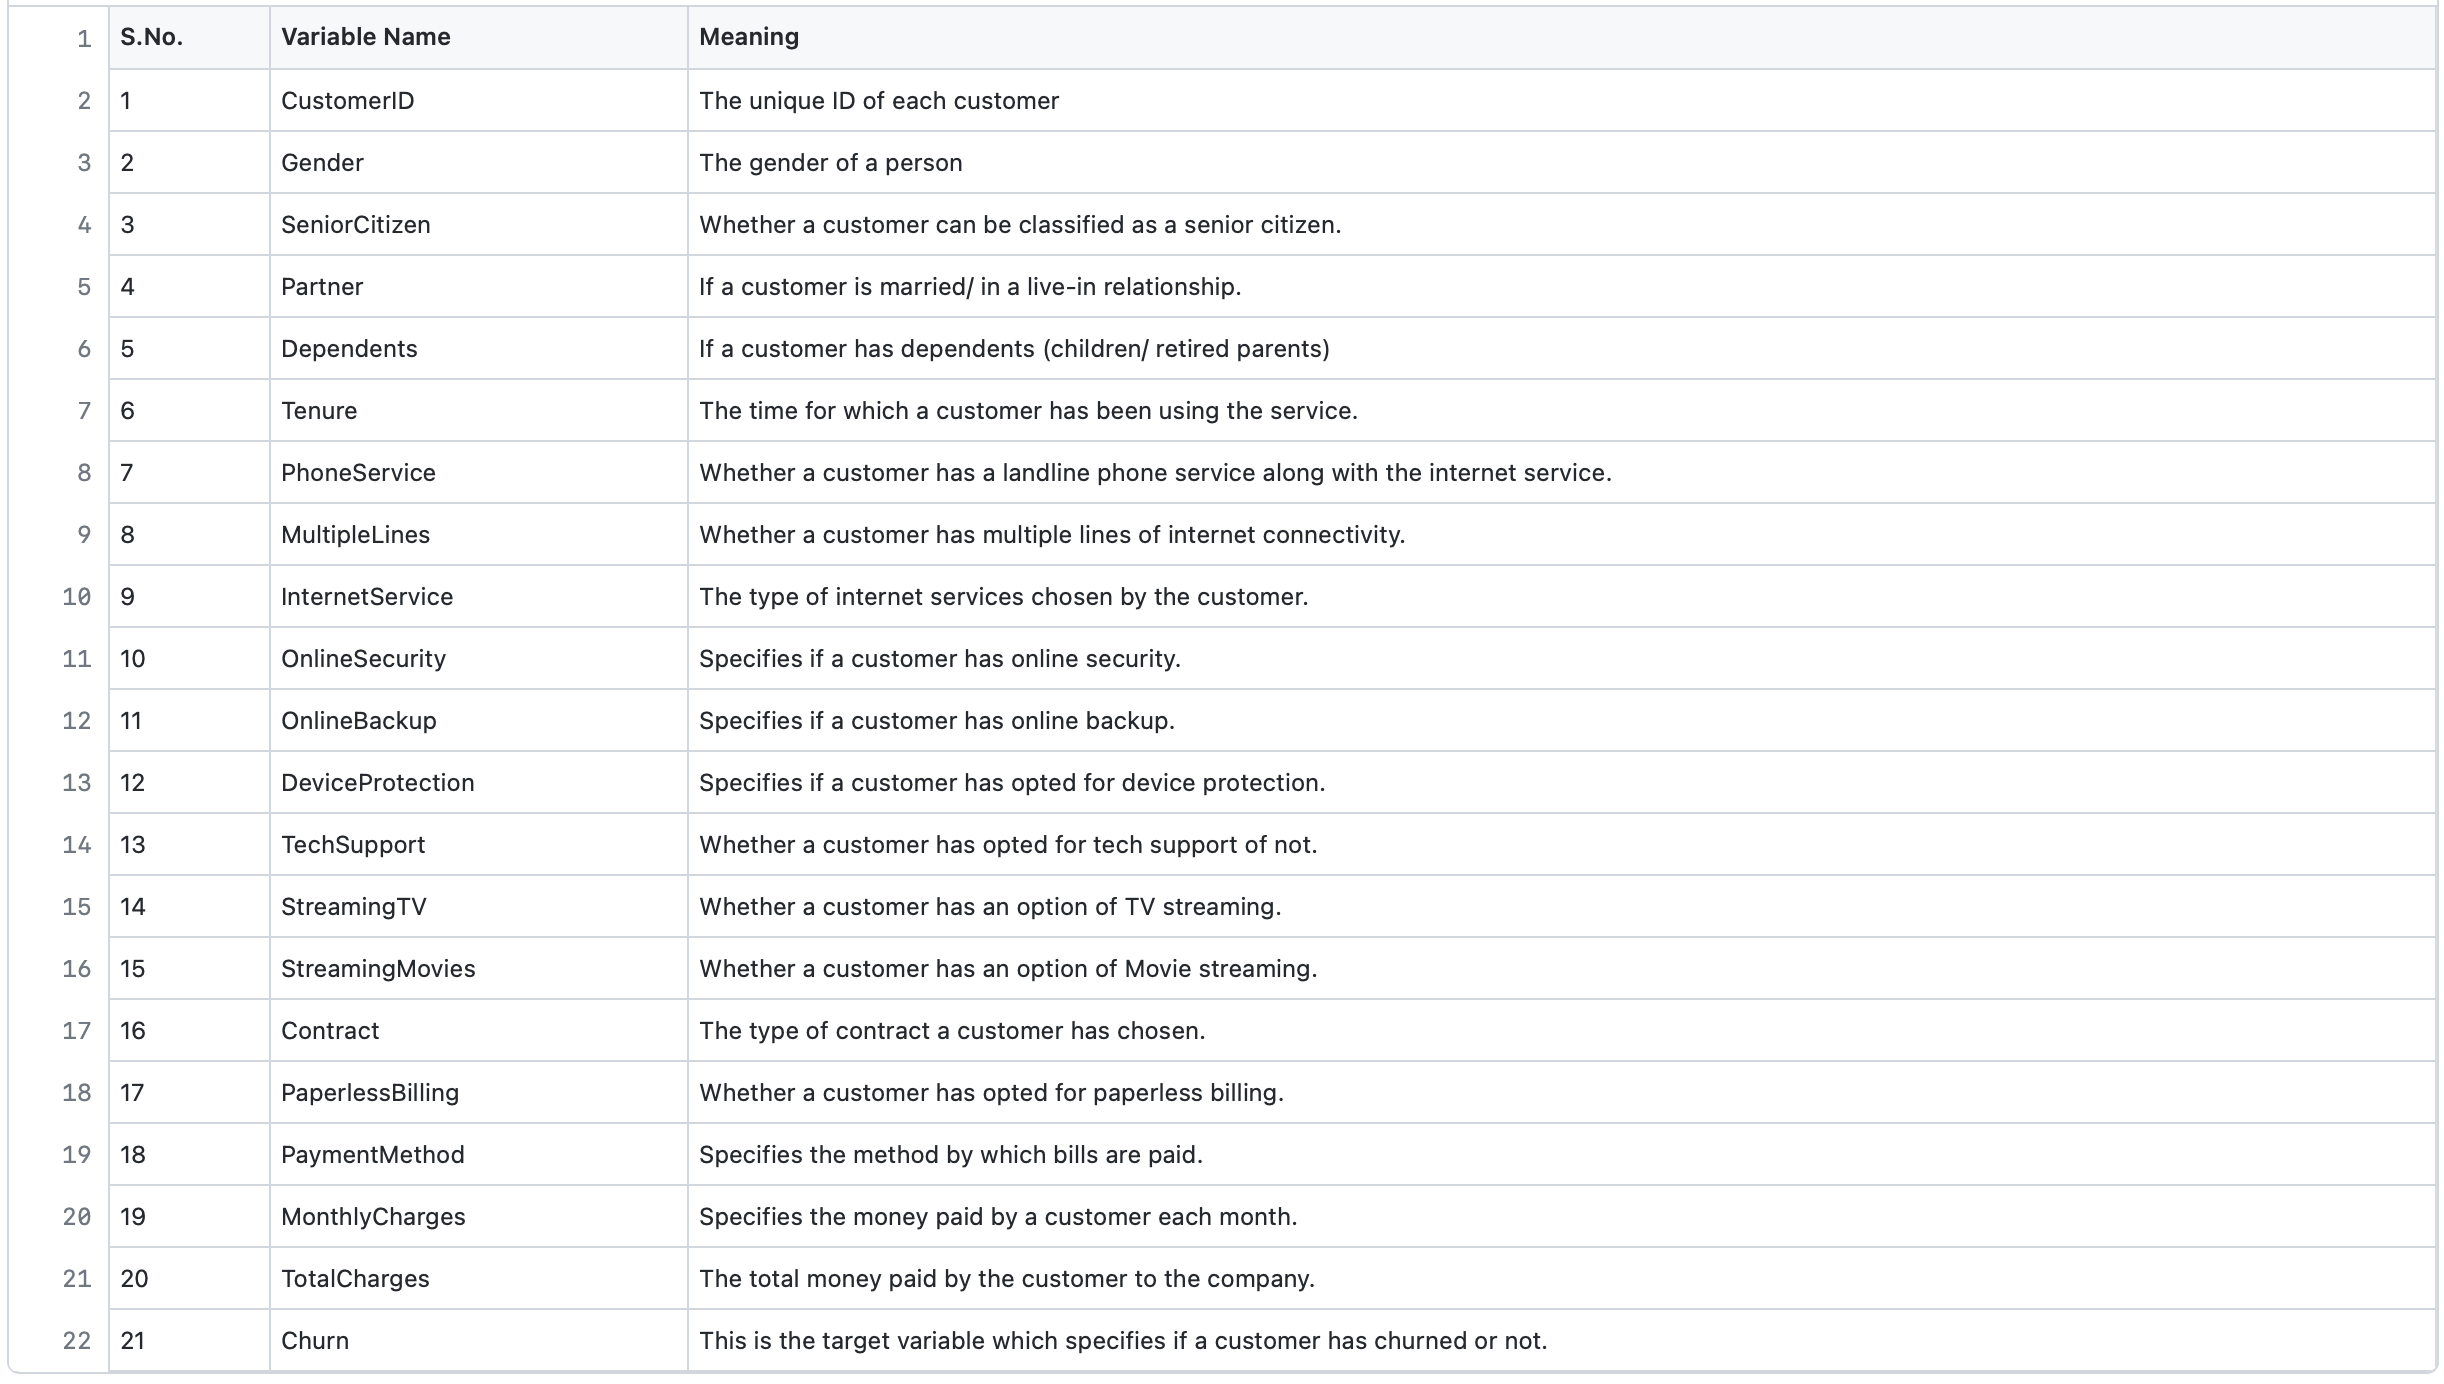 1 S.No. Variable Name Meaning
2 1 CustomerID The unique ID of each customer
3 2 Gender The gender of a person
4 3 SeniorCitizen Whether a customer can be classified as a senior citizen.
5 4 Partner If a customer is married/ in a live-in relationship.
6 5 Dependents If a customer has dependents (children/ retired parents)
7 6 Tenure The time for which a customer has been using the service.
8 7 PhoneService Whether a customer has a landline phone service along with the internet service.
9 8 MultipleLines Whether a customer has multiple lines of internet connectivity.
10 9 InternetService The type of internet services chosen by the customer.
11 10 OnlineSecurity Specifies if a customer has online security.
12 11 OnlineBackup Specifies if a customer has online backup.
13 12 DeviceProtection Specifies if a customer has opted for device protection.
14 13 TechSupport Whether a customer has opted for tech support of not.
15 14 StreamingTV Whether a customer has an option of TV streaming.
16 15 StreamingMovies Whether a customer has an option of Movie streaming.
17 16 Contract The type of contract a customer has chosen.
18 17 PaperlessBilling Whether a customer has opted for paperless billing.
19 18 PaymentMethod Specifies the method by which bills are paid.
20 19 MonthlyCharges Specifies the money paid by a customer each month.
21 20 TotalCharges The total money paid by the customer to the company.
22 21 Churn This is the target variable which specifies if a customer has churned or not.